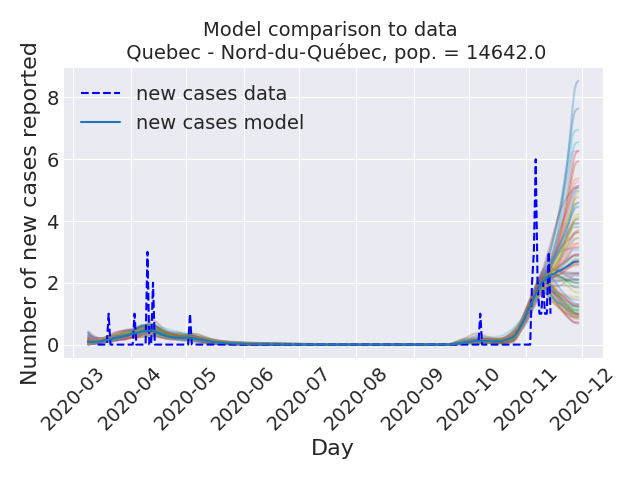 Model comparison to data
Quebec - Nord-du-Québec, pop. = 14642.0
Number of new cases reported
8
6
4
2
0
new cases data
new cases model
2020-03
2020-04
2020-05
2020-06
2020-07
2020-08
2020-09
2020-10
2020-11
2020-12
Day